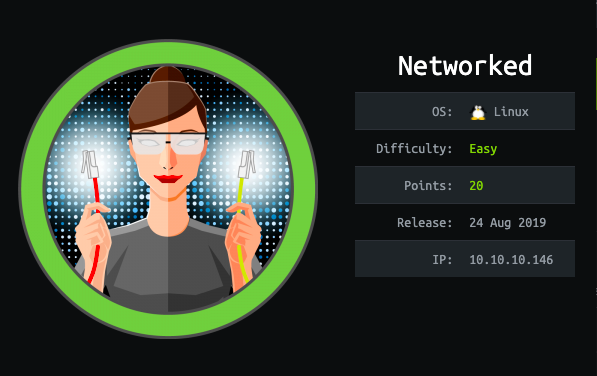 Networked
OS: Linux
Difficulty: Easy
Points: 20
Release: 24 Aug 2019
IP: 10.10.10.146